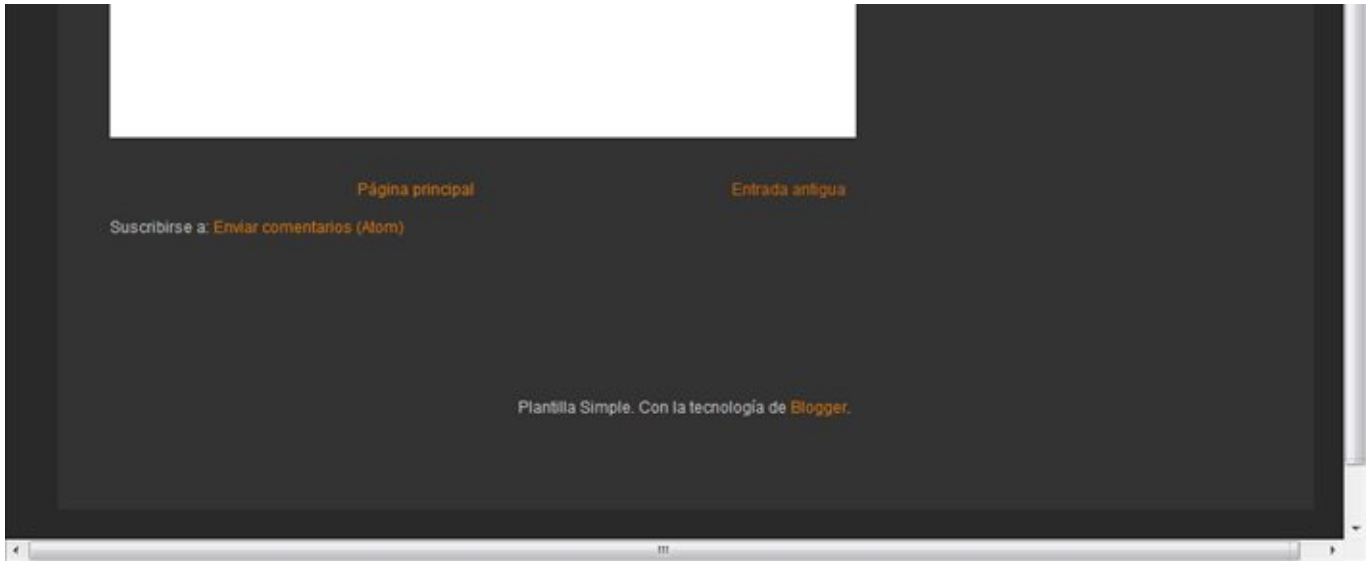 Página principal Entrada antigua
Suscribirse a: Enviar comentarios (Atom)
Plantilla Simple. Con la tecnología de Blogger.